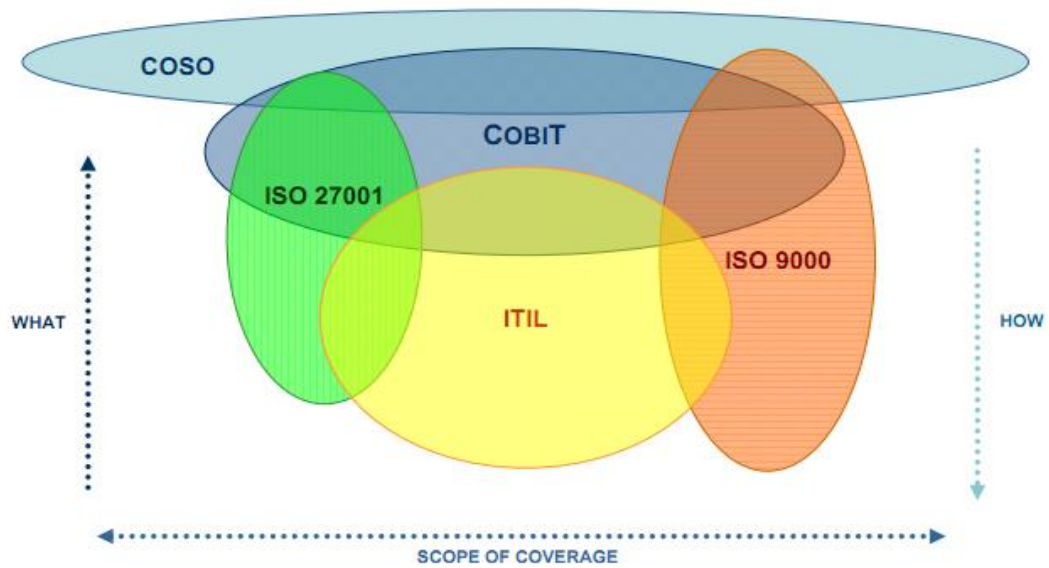 COSO
COBIT
ISO 27001
ISO 9000
ITIL
WHAT
HOW
SCOPE OF COVERAGE